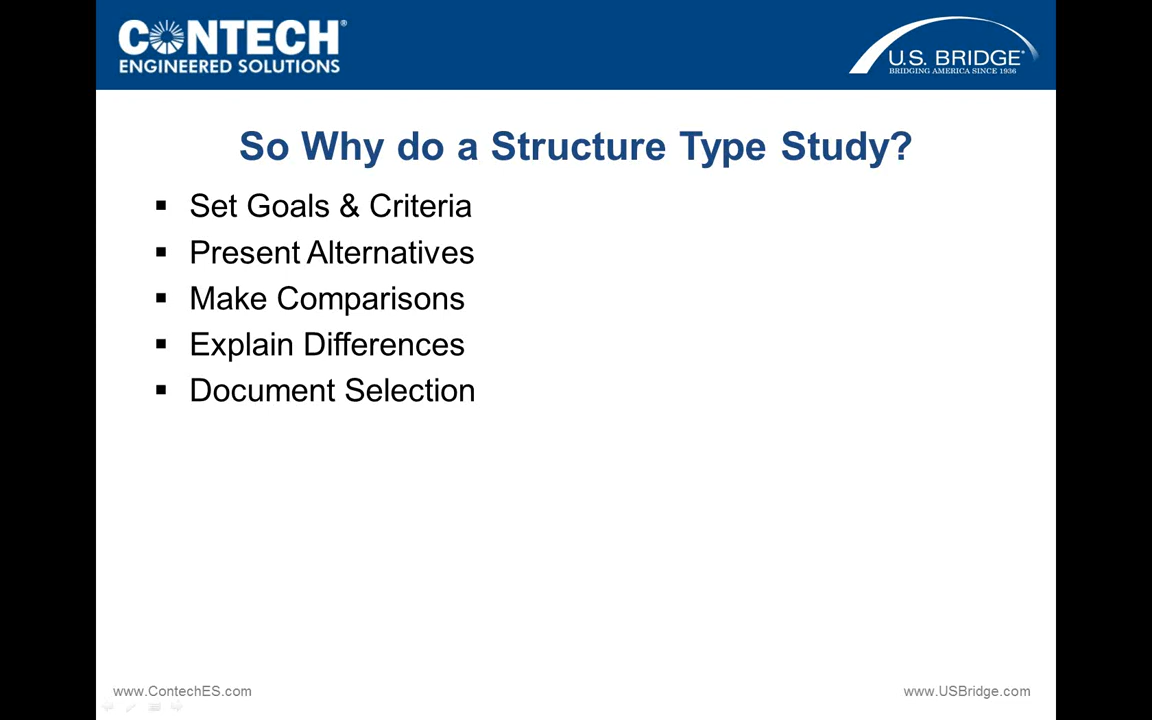 CONTECH®
ENGINEERED SOLUTIONS
U.S. BRIDGE®
BRIDGING AMERICA SINCE 1936
So Why do a Structure Type Study?
▪ Set Goals & Criteria
▪ Present Alternatives
▪ Make Comparisons
▪ Explain Differences
▪ Document Selection
www.ContechES.com
www.USBridge.com